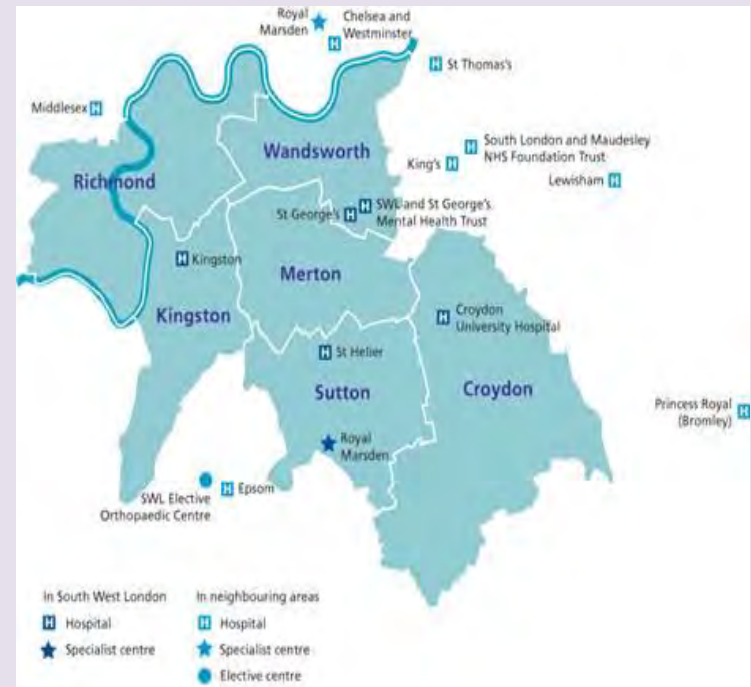 Royal
Marsden
Chelsea and
Westminster
St Thomas's
Middlesex H
South London and Maudesley
NHS Foundation Trust
King's
Lewisham
Wandsworth
Richmond
St George's
SWL and St George's
Mental Health Trust
Kingston
Merton
Kingston
Croydon
University Hospital
St Helier
Sutton
Croydon
Princess Royal
(Bromley)
Royal
Marsden
Epsom
SWL Elective
Orthopaedic Centre
In South West London
H Hospital
Specialist centre
In neighbouring areas
H Hospital
Specialist centre
Elective centre